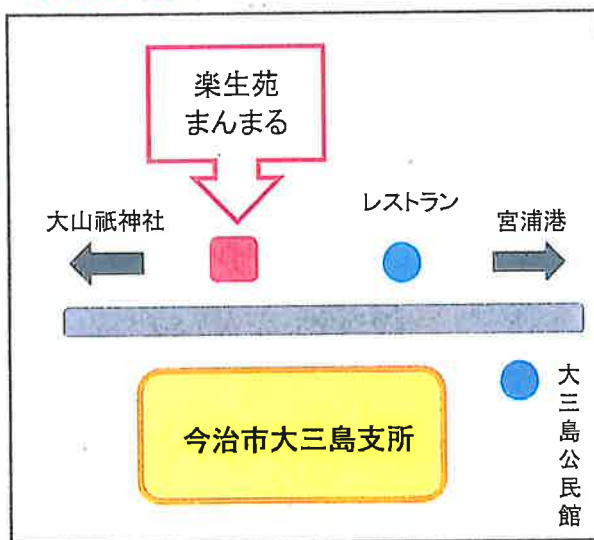 楽生苑
まんまる
大山祇神社
レストラン
宮浦港
今治市大三島支所
大三島公民館